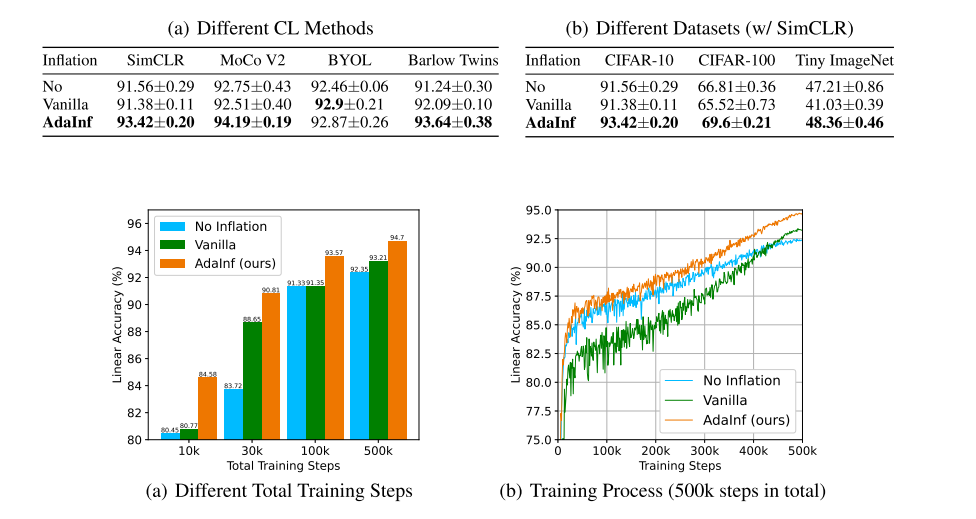 (a) Different CL Methods
Inflation SimCLR MoCo V2 BYOL Barlow Twins
No 91.56±0.29 92.75±0.43 92.46±0.06 91.24±0.30
Vanilla 91.38±0.11 92.51±0.40 92.9±0.21 92.09±0.10
AdaInf 93.42±0.20 94.19±0.19 92.87±0.26 93.64±0.38
(b) Different Datasets (w/ SimCLR)
Inflation CIFAR-10 CIFAR-100 Tiny ImageNet
No 91.56±0.29 66.81±0.36 47.21±0.86
Vanilla 91.38±0.11 65.52±0.73 41.03±0.39
AdaInf 93.42±0.20 69.6±0.21 48.36±0.46
Linear Accuracy (%)
96
94
92
90
88
86
84
82
80
No Inflation
Vanilla
AdaInf (ours)
80.45 80.77 84.58
83.72 88.65 90.81
91.33 91.35 93.57
92.35 93.21 94.7
10k 30k 100k 500k
Total Training Steps
(a) Different Total Training Steps
Linear Accuracy (%)
95.0
92.5
90.0
87.5
85.0
82.5
80.0
77.5
75.0
No Inflation
Vanilla
AdaInf (ours)
0 100k 200k 300k 400k 500k
Training Steps
(b) Training Process (500k steps in total)